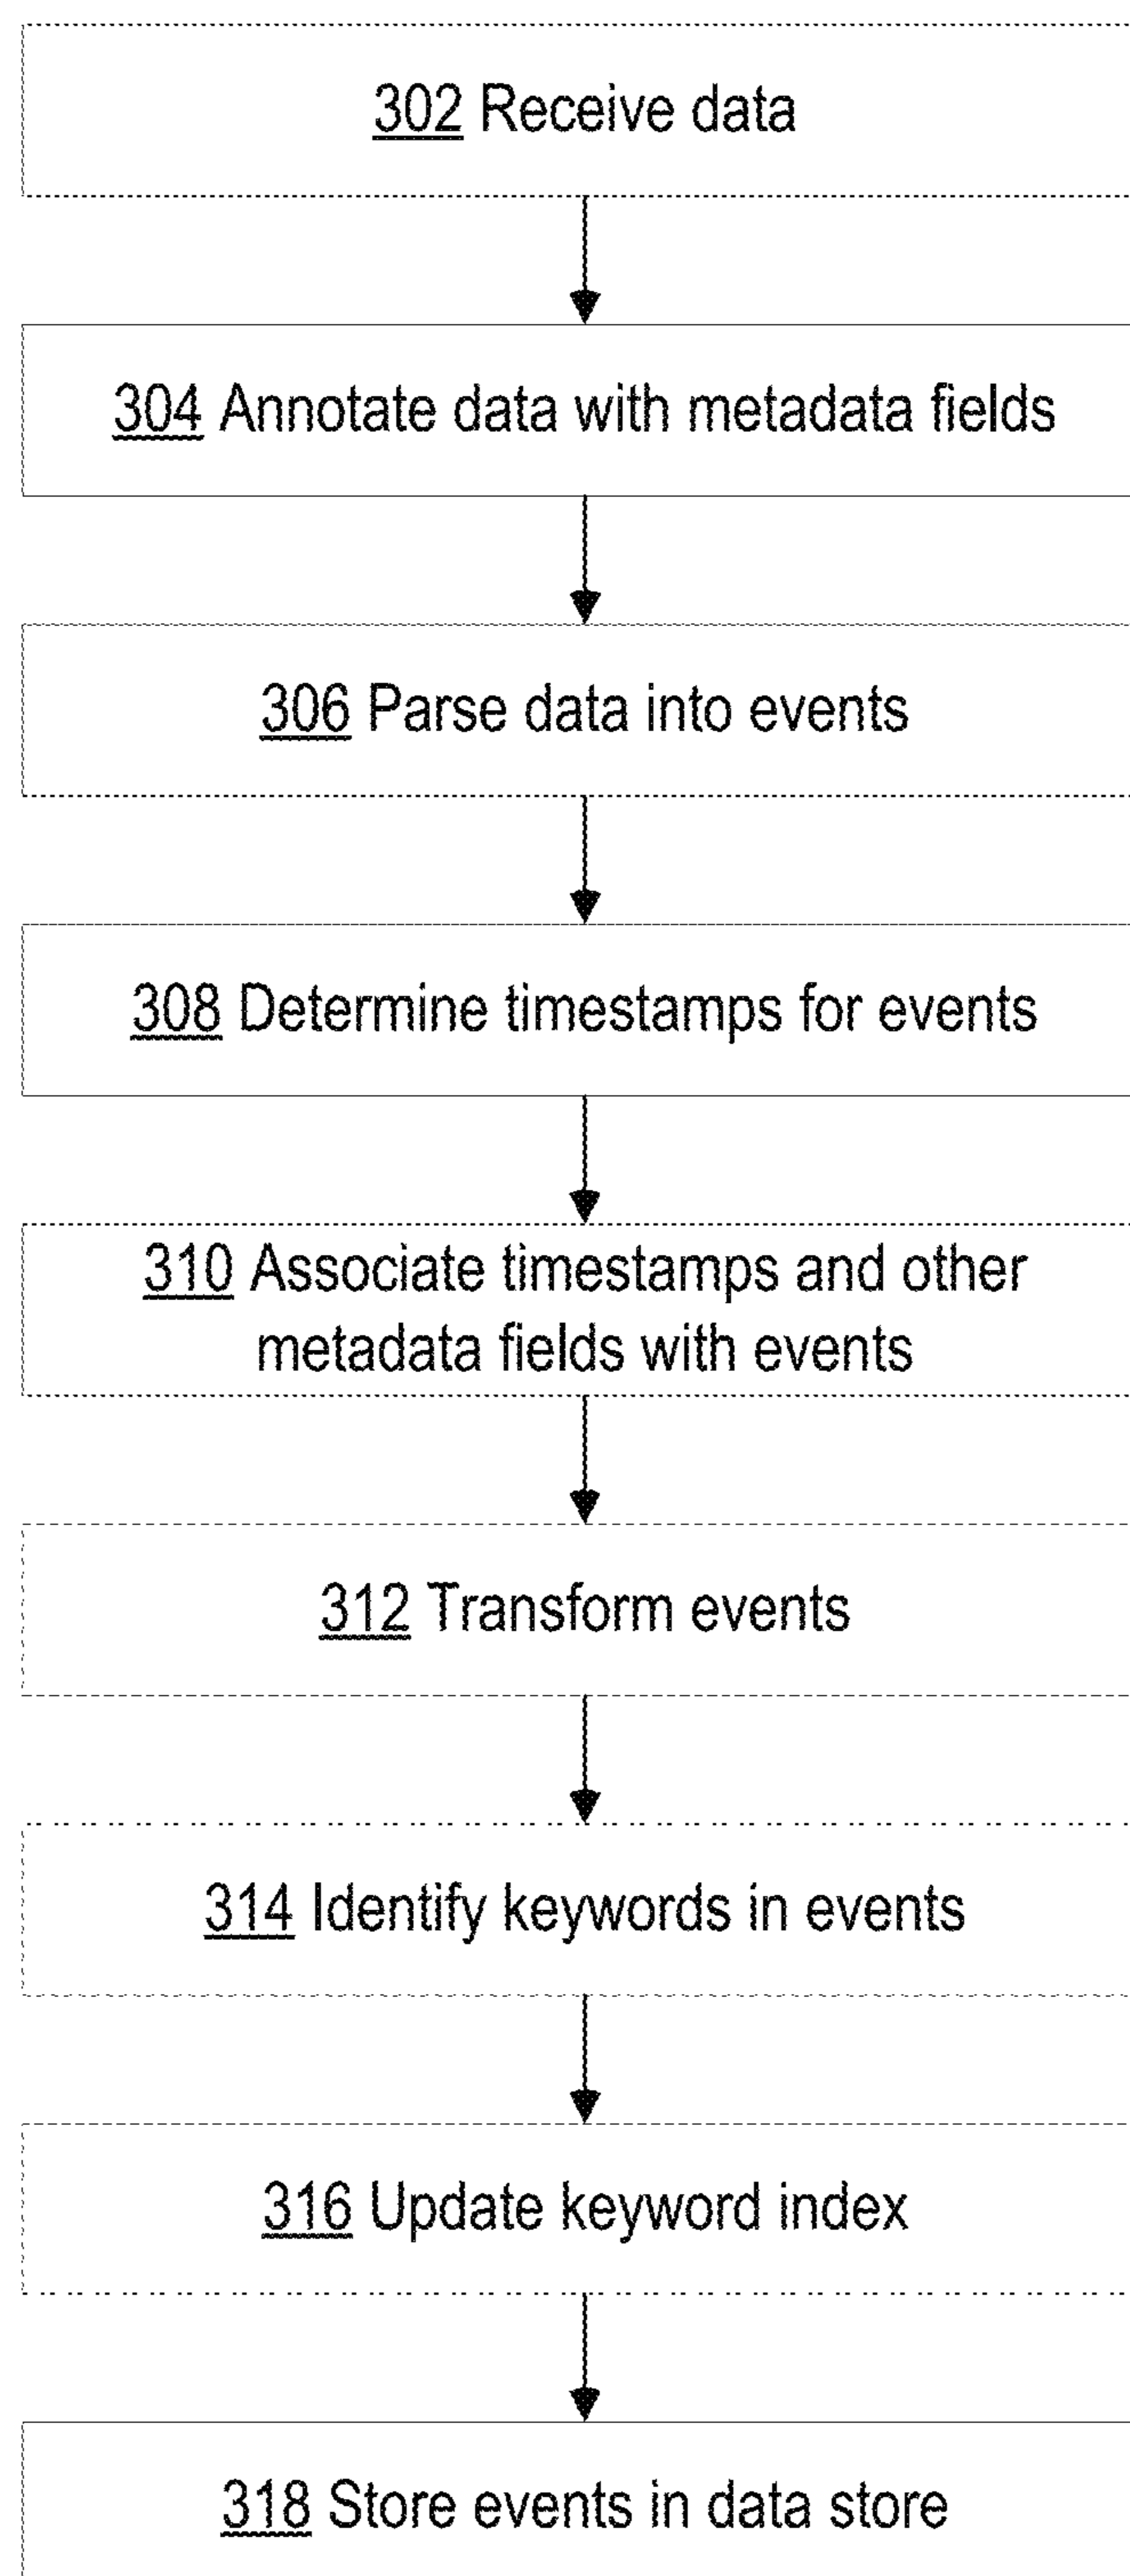 302 Receive data
304 Annotate data with metadata fields
306 Parse data into events
308 Determine timestamps for events
310 Associate timestamps and other
metadata fields with events
312 Transform events
314 Identify keywords in events
316 Update keyword index
318 Store events in data store